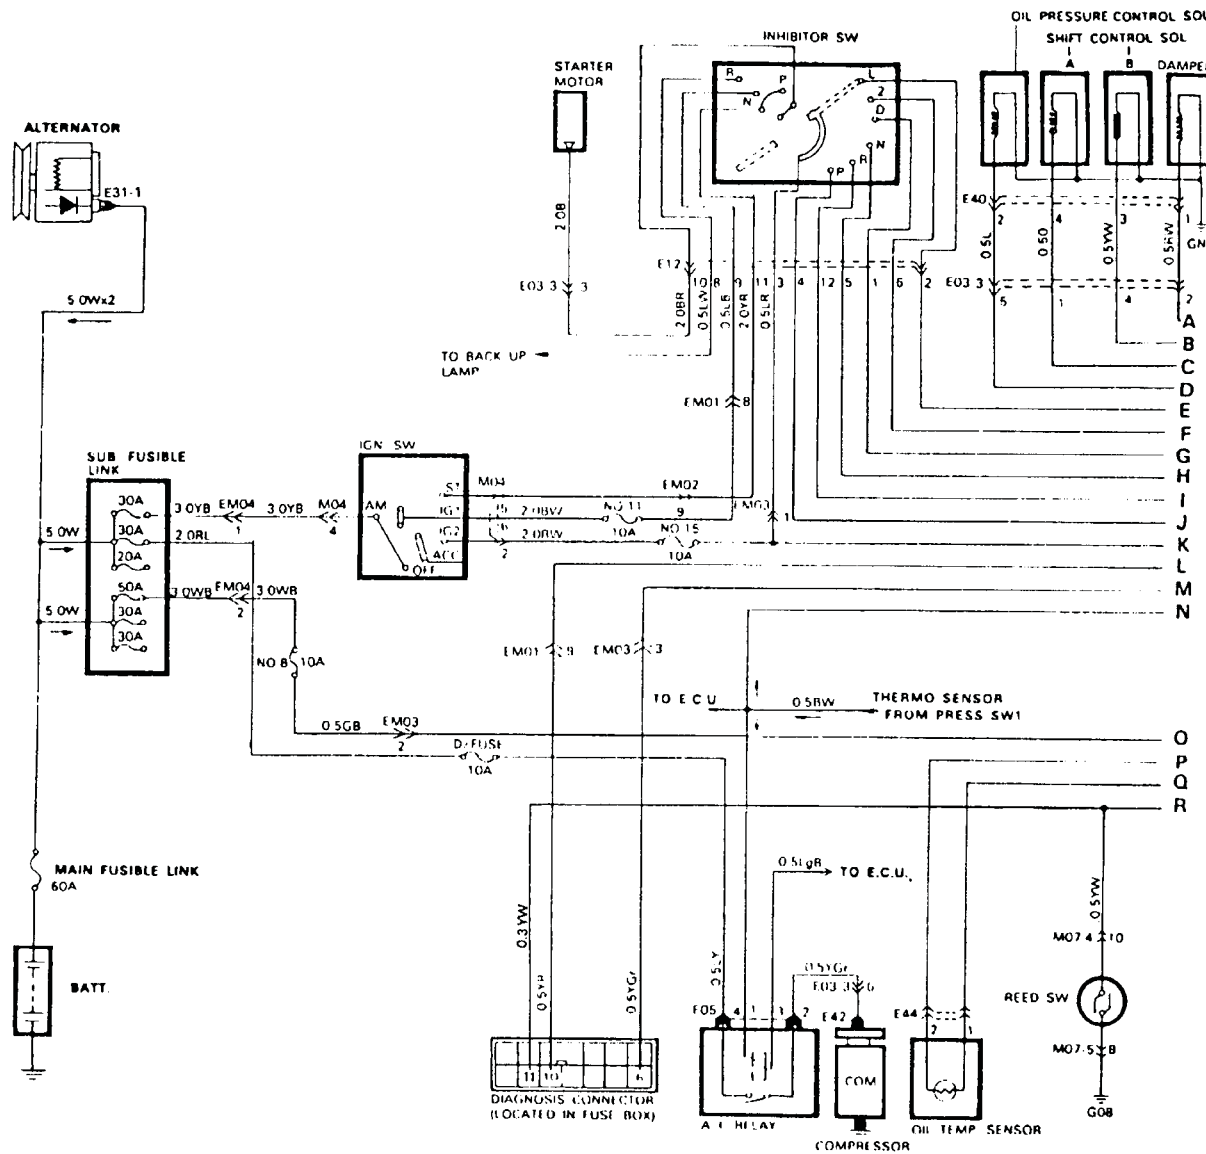 OIL PRESSURE CONTROL SOL
SHIFT CONTROL SOL
A
B
DAMPE
INHIBITOR SW
STARTER
MOTOR
R
P
N
L
2
D
N
R
P
ALTERNATOR
E31-1
5.0Wx2
2.0B
E03-3
3
E12
10
8
9
11
3
4
12
5
1
6
2
2.0BR
0.5LW
0.5LB
2.0YR
0.5LR
E40
2
4
3
1
0.5L
0.5O
0.5YW
0.5RW
GN
E03-3
5
1
4
2
A
B
C
D
E
F
G
H
I
J
K
L
M
N
TO BACK UP
LAMP
EM01
8
SUB FUSIBLE
LINK
30A
30A
20A
50A
30A
30A
5.0W
5.0W
3.0YB
EM04
1
3.0YB
M04
4
2.0RL
3.0WB
EM04
2
3.0WB
IGN SW
AM
ST
IG1
IG2
ACC
OFF
M04
2
2.0BW
2.0RW
NO.11
10A
EM02
9
EM03
1
NO.15
10A
NO.8
10A
EM01
9
EM03
3
0.5GB
EM03
2
D/FUSE
10A
TO E.C.U
0.5RW
THERMO SENSOR
FROM PRESS SW1
O
P
Q
R
MAIN FUSIBLE LINK
60A
BATT.
0.5LgR
TO E.C.U.
0.3YW
0.5YR
0.5YGr
0.5LY
0.5YGr
E03-3
6
E05
4
1
3
2
E42
E44
2
1
0.5YW
M07-4
10
REED SW
M07-5
8
G08
11
10
6
DIAGNOSIS CONNECTOR
(LOCATED IN FUSE BOX)
A/C RELAY
COM
COMPRESSOR
OIL TEMP SENSOR